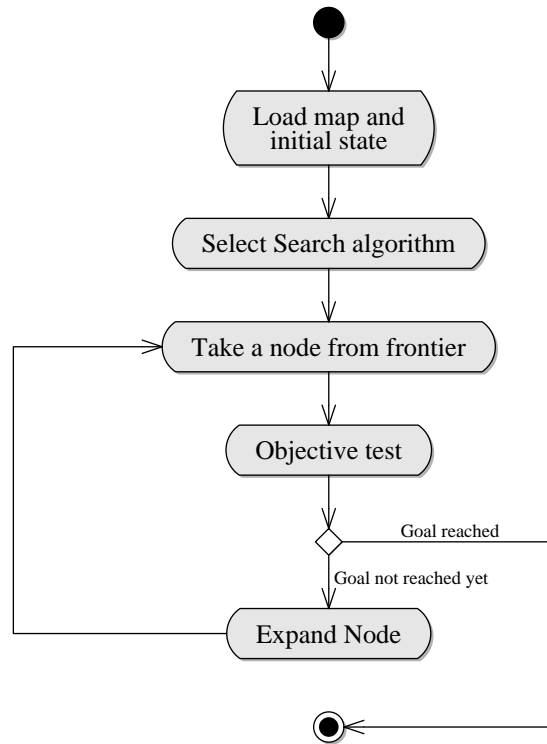 Load map and
initial state
Select Search algorithm
Take a node from frontier
Objective test
Goal reached
Goal not reached yet
Expand Node